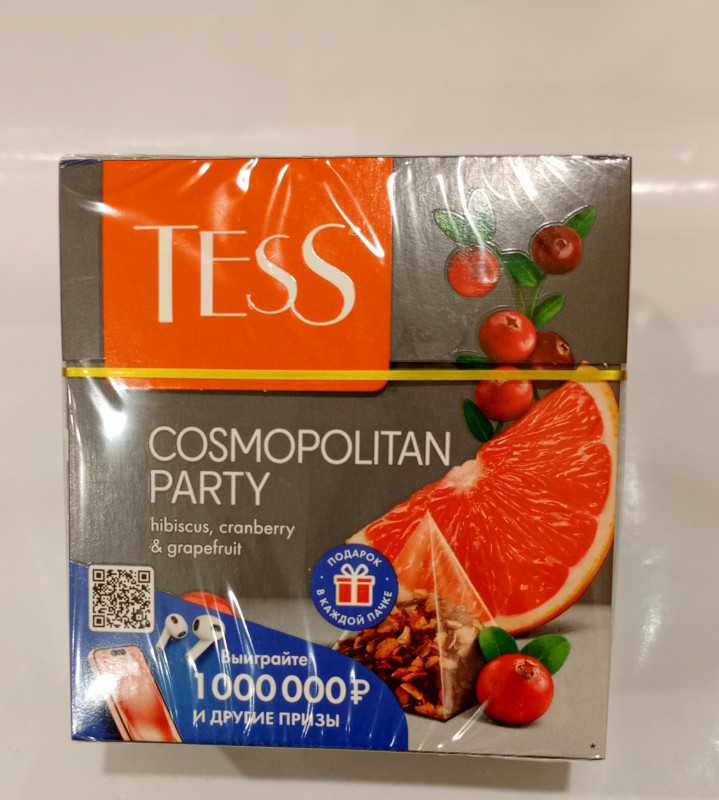 TESS
COSMOPOLITAN
PARTY
hibiscus, cranberry
& grapefruit
ПОДАРОК
В КАЖДОЙ ПАЧКЕ
Выиграйте
1 000 000 ₽
И ДРУГИЕ ПРИЗЫ
*